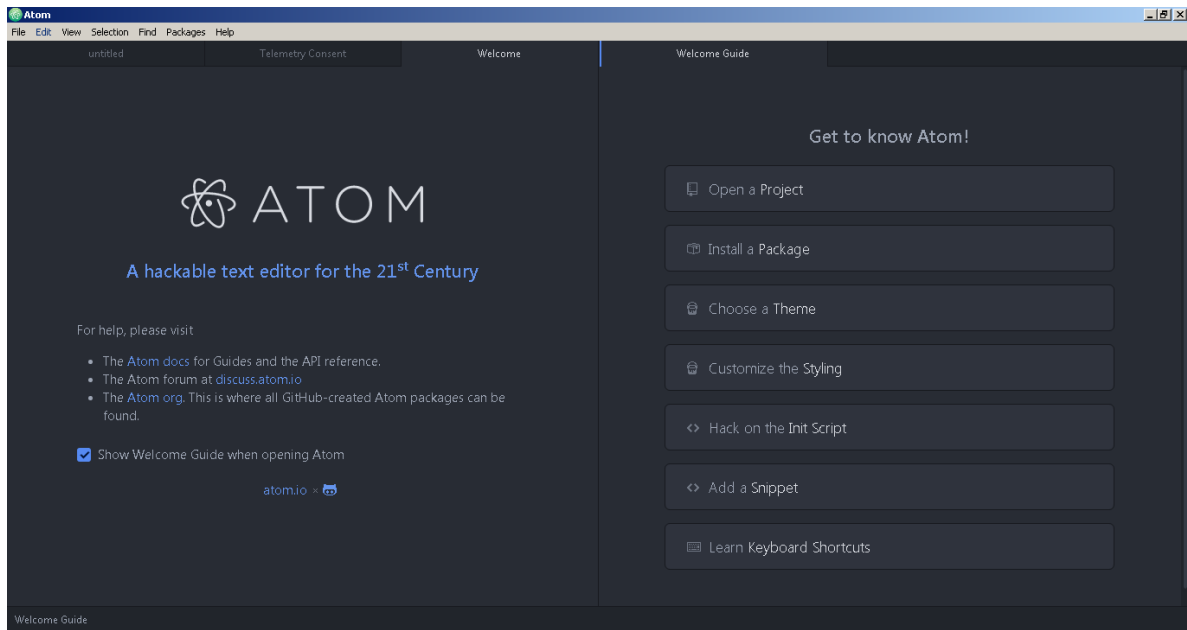 Atom
File Edit View Selection Find Packages Help
untitled Telemetry Consent Welcome Welcome Guide
ATOM
A hackable text editor for the 21st Century
For help, please visit
• The Atom docs for Guides and the API reference.
• The Atom forum at discuss.atom.io
• The Atom org. This is where all GitHub-created Atom packages can be
found.
Show Welcome Guide when opening Atom
atom.io ×
Get to know Atom!
Open a Project
Install a Package
Choose a Theme
Customize the Styling
Hack on the Init Script
Add a Snippet
Learn Keyboard Shortcuts
Welcome Guide